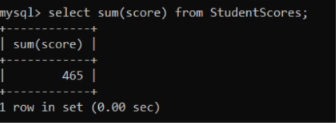 mysql> select sum(score) from StudentScores;
+------------+
| sum(score) |
+------------+
|        465 |
+------------+
1 row in set (0.00 sec)